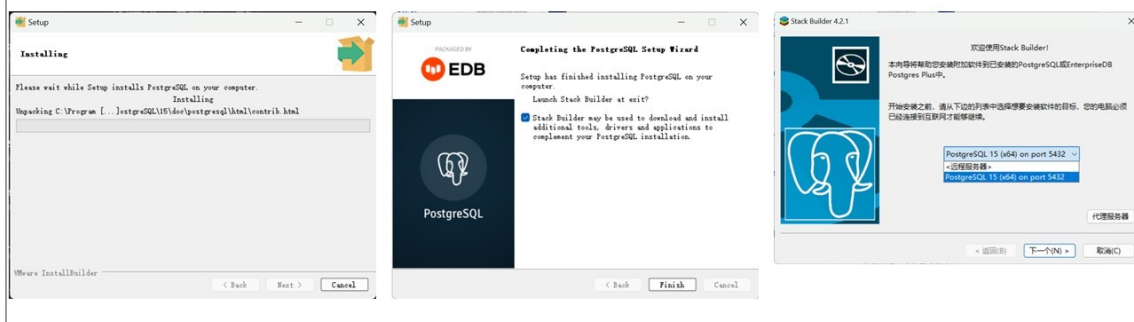 Setup
Installing
Please wait while Setup installs PostgreSQL on your computer.
Installing
Unpacking C:\Program [...]ostgreSQL\15\doc\postgresql\html\contrib.html
VMware InstallBuilder
< Back
Next >
Cancel
Setup
PACKAGED BY
EDB
PostgreSQL
Completing the PostgreSQL Setup Wizard
Setup has finished installing PostgreSQL on your
computer.
Launch Stack Builder at exit?
Stack Builder may be used to download and install
additional tools, drivers and applications to
complement your PostgreSQL installation.
< Back
Finish
Cancel
Stack Builder 4.2.1
欢迎使用Stack Builder!
本向导将帮助您安装附加软件到已安装的PostgreSQL或EnterpriseDB
Postgres Plus中。
开始安装之前，请从下边的列表中选择想要安装软件的目标。您的电脑必须
已经连接到互联网才能够继续。
PostgreSQL 15 (x64) on port 5432
<远程服务器>
PostgreSQL 15 (x64) on port 5432
代理服务器
< 返回(B)
下一个(N) >
取消(C)